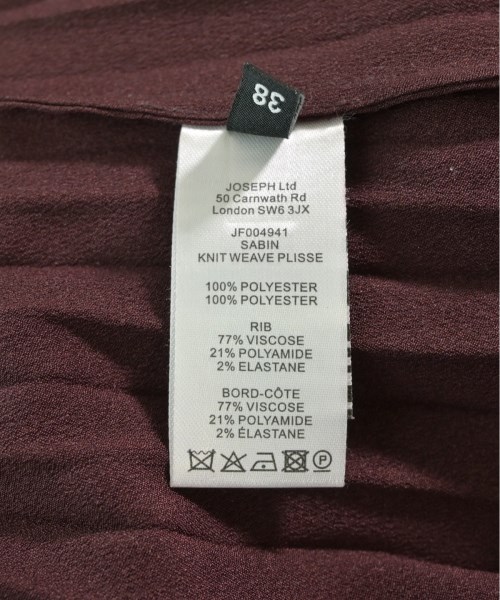 38
JOSEPH Ltd
50 Carnwath Rd
London SW6 3JX
JF004941
SABIN
KNIT WEAVE PLISSE
100% POLYESTER
100% POLYESTER
RIB
77% VISCOSE
21% POLYAMIDE
2% ELASTANE
BORD-CÔTE
77% VISCOSE
21% POLYAMIDE
2% ÉLASTANE
P